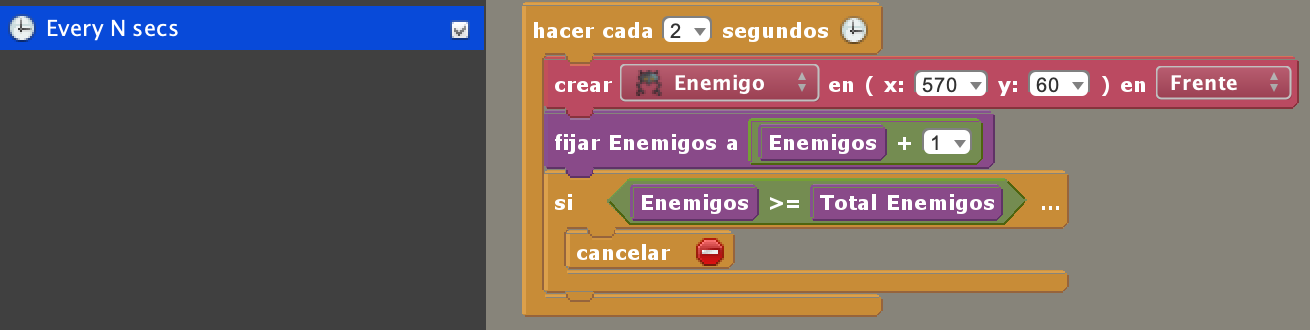 Every N secs
hacer cada 2 segundos
crear Enemigo en ( x: 570 y: 60 ) en Frente
fijar Enemigos a Enemigos + 1
si Enemigos >= Total Enemigos ...
cancelar